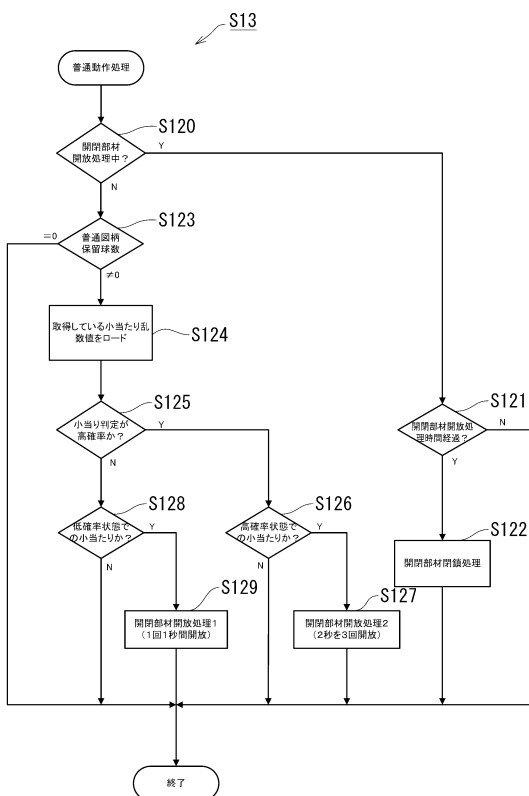 S13
普通動作処理
S120
開閉部材
開放処理中？
Y
N
S123
普通図柄
保留球数
=0
≠0
取得している小当たり乱
数値をロード
S124
S125
小当り判定が
高確率か？
Y
N
S121
開閉部材開放処
理時間経過？
N
Y
S128
低確率状態で
の小当たりか？
Y
N
S126
高確率状態で
の小当たりか？
Y
N
S122
開閉部材閉鎖処理
S129
開閉部材開放処理1
(1回1秒間開放)
S127
開閉部材開放処理2
(2秒を3回開放)
終了